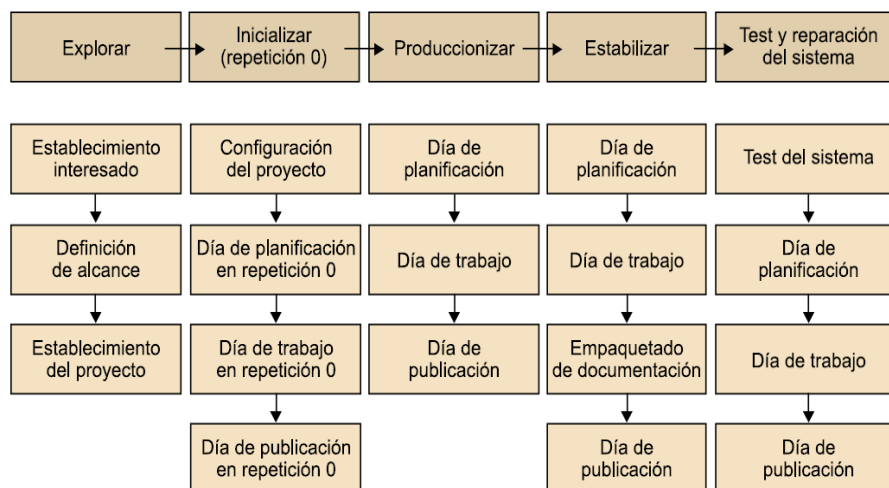 Explorar
Inicializar
(repetición 0)
Produccionizar
Estabilizar
Test y reparación
del sistema
Establecimiento
interesado
Definición
de alcance
Establecimiento
del proyecto
Configuración
del proyecto
Día de planificación
en repetición 0
Día de trabajo
en repetición 0
Día de publicación
en repetición 0
Día de
planificación
Día de trabajo
Día de
publicación
Día de
planificación
Día de trabajo
Empaquetado
de documentación
Día de
publicación
Test del sistema
Día de
planificación
Día de trabajo
Día de
publicación